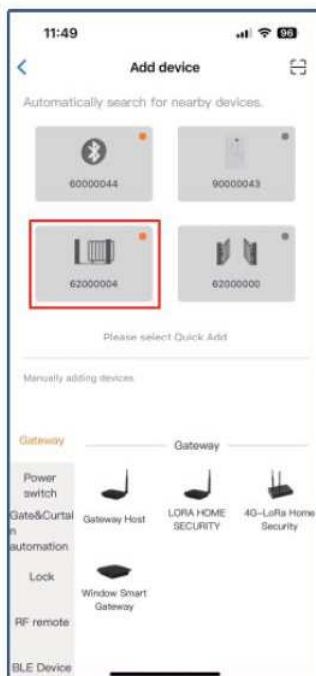 11:49
96
Add device
Automatically search for nearby devices.
60000044
90000043
62000004
62000000
Please select Quick Add
Manually adding devices
Gateway
Gateway
Power
switch
Gate&Curtai
n
automation
Lock
RF remote
BLE Device
Gateway Host
LORA HOME
SECURITY
4G-LoRa Home
Security
Window Smart
Gateway